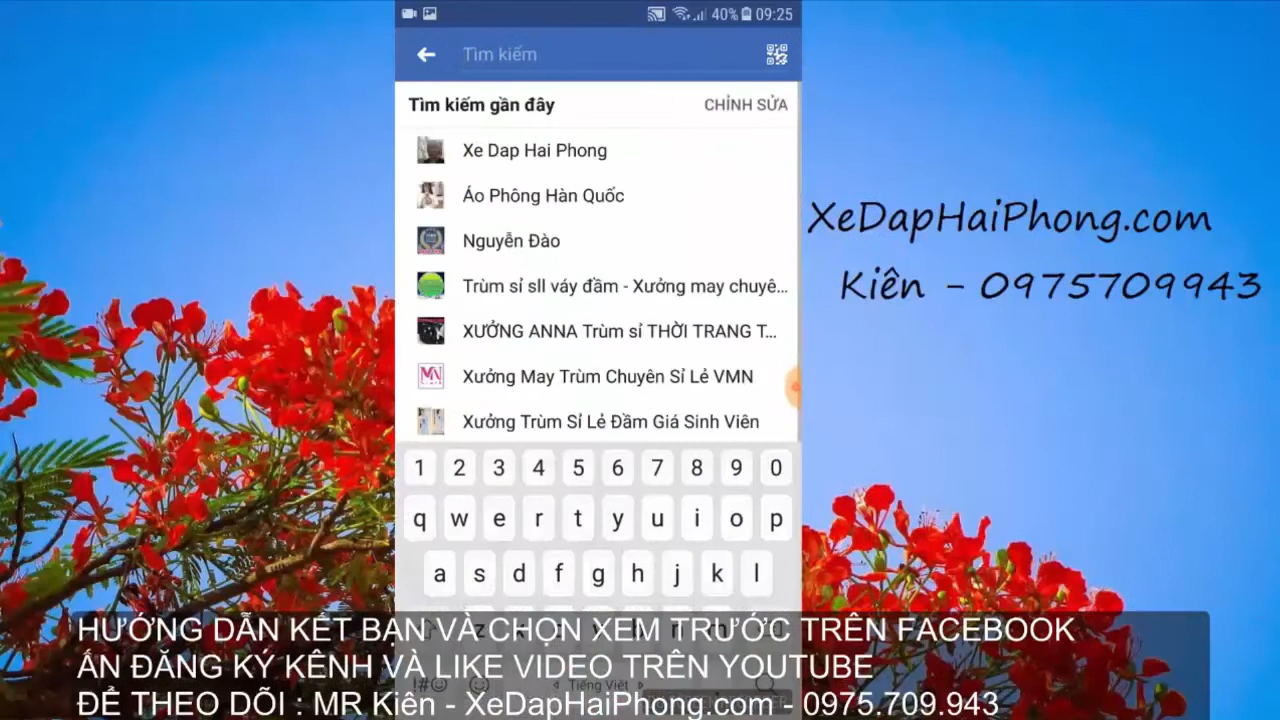 40% 09:25
Tìm kiếm
Tìm kiếm gần đây
CHỈNH SỬA
Xe Dap Hai Phong
Áo Phông Hàn Quốc
Nguyễn Đào
Trùm sỉ sll váy đầm - Xưởng may chuyê...
XƯỞNG ANNA Trùm sỉ THỜI TRANG T...
Xưởng May Trùm Chuyên Sỉ Lẻ VMN
Xưởng Trùm Sỉ Lẻ Đầm Giá Sinh Viên
XeDapHaiPhong.com
Kiên - 0975709943
1 2 3 4 5 6 7 8 9 0
q w e r t y u i o p
a s d f g h j k l
HƯỚNG DẪN KẾT BẠN VÀ CHỌN XEM TRƯỚC TRÊN FACEBOOK
ẤN ĐĂNG KÝ KÊNH VÀ LIKE VIDEO TRÊN YOUTUBE
!#☺ Tiếng Việt
ĐỂ THEO DÕI : MR Kiên - XeDapHaiPhong.com - 0975.709.943